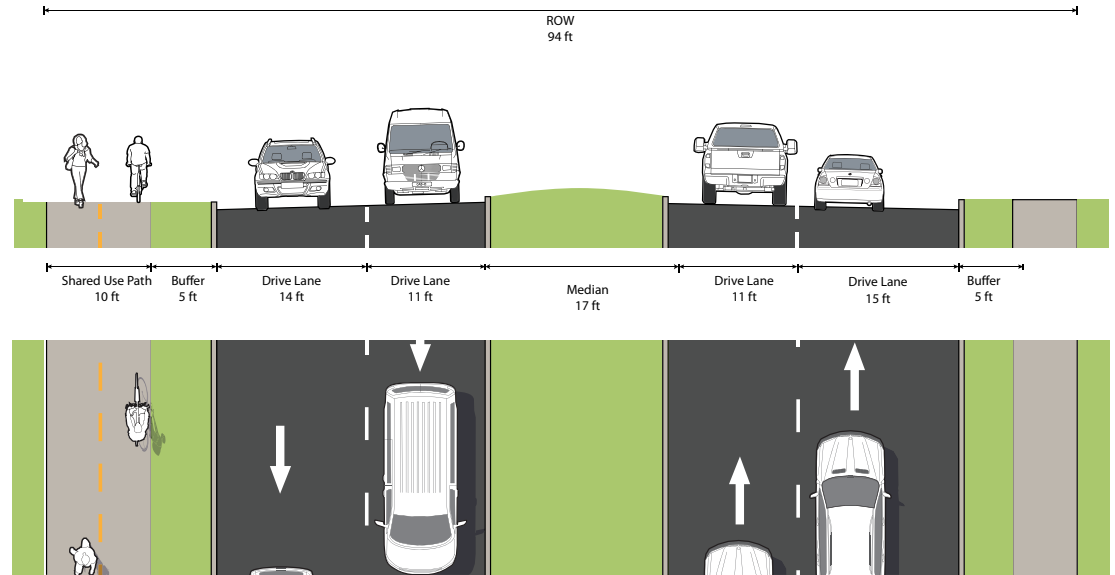 ROW
94 ft
Shared Use Path
10 ft
Buffer
5 ft
Drive Lane
14 ft
Drive Lane
11 ft
Median
17 ft
Drive Lane
11 ft
Drive Lane
15 ft
Buffer
5 ft